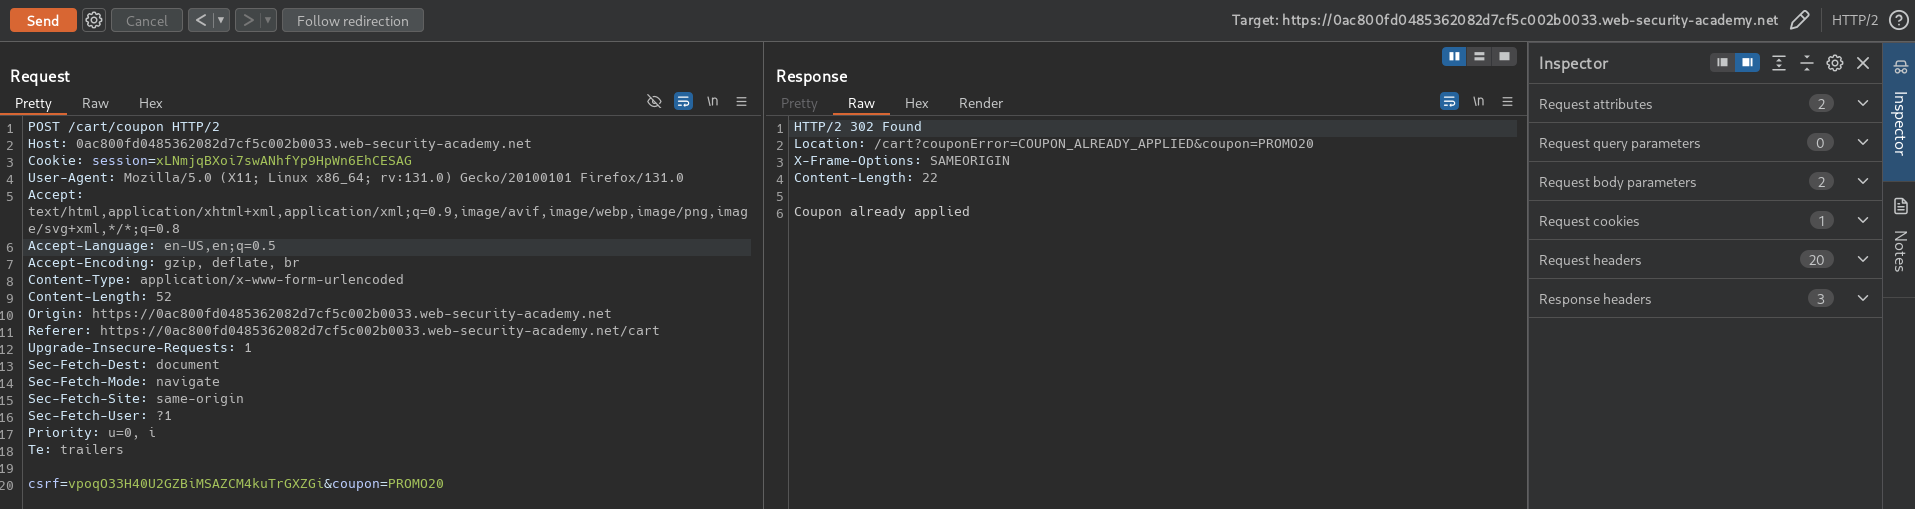 Send Cancel < ▼ > ▼ Follow redirection Target: https://0ac800fd0485362082d7cf5c002b0033.web-security-academy.net HTTP/2 ?
Request
Pretty Raw Hex \n
1 POST /cart/coupon HTTP/2
2 Host: 0ac800fd0485362082d7cf5c002b0033.web-security-academy.net
3 Cookie: session=xLNmjqBXoi7swANhfYp9HpWn6EhCESAG
4 User-Agent: Mozilla/5.0 (X11; Linux x86_64; rv:131.0) Gecko/20100101 Firefox/131.0
5 Accept:
text/html,application/xhtml+xml,application/xml;q=0.9,image/avif,image/webp,image/png,imag
e/svg+xml,*/*;q=0.8
6 Accept-Language: en-US,en;q=0.5
7 Accept-Encoding: gzip, deflate, br
8 Content-Type: application/x-www-form-urlencoded
9 Content-Length: 52
10 Origin: https://0ac800fd0485362082d7cf5c002b0033.web-security-academy.net
11 Referer: https://0ac800fd0485362082d7cf5c002b0033.web-security-academy.net/cart
12 Upgrade-Insecure-Requests: 1
13 Sec-Fetch-Dest: document
14 Sec-Fetch-Mode: navigate
15 Sec-Fetch-Site: same-origin
16 Sec-Fetch-User: ?1
17 Priority: u=0, i
18 Te: trailers
19
20 csrf=vpoqO33H40U2GZBiMSAZCM4kuTrGXZGi&coupon=PROMO20
Response
Pretty Raw Hex Render \n
1 HTTP/2 302 Found
2 Location: /cart?couponError=COUPON_ALREADY_APPLIED&coupon=PROMO20
3 X-Frame-Options: SAMEORIGIN
4 Content-Length: 22
5
6 Coupon already applied
Inspector
Request attributes 2
Request query parameters 0
Request body parameters 2
Request cookies 1
Request headers 20
Response headers 3
Inspector
Notes